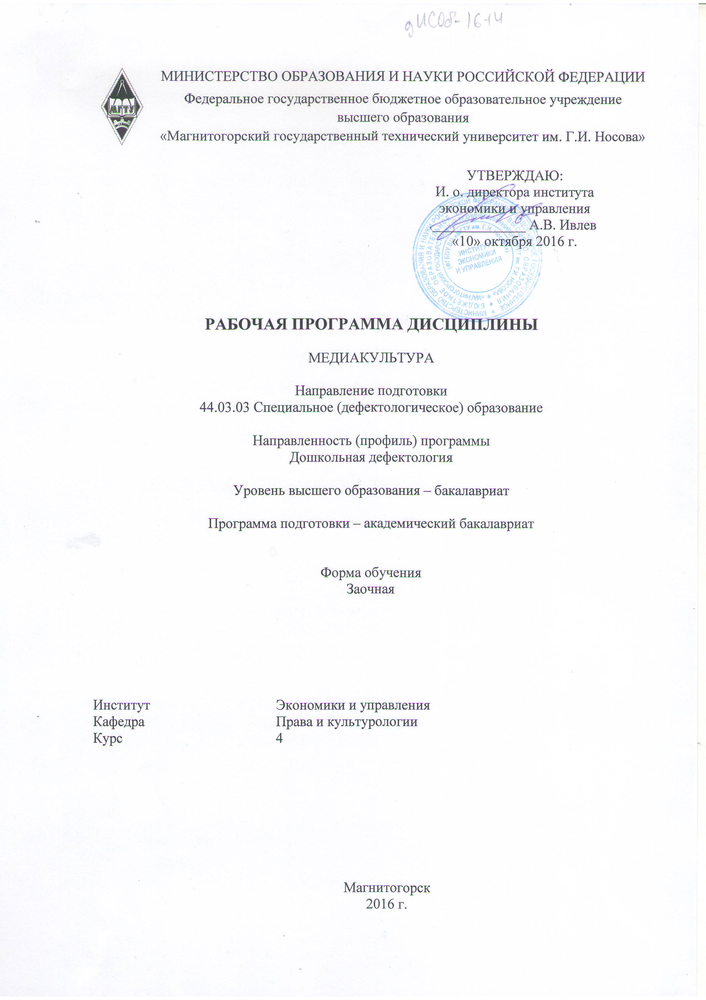 дИСОб-16-14
МИНИСТЕРСТВО ОБРАЗОВАНИЯ И НАУКИ РОССИЙСКОЙ ФЕДЕРАЦИИ
Федеральное государственное бюджетное образовательное учреждение
высшего образования
«Магнитогорский государственный технический университет им. Г.И. Носова»
МГТУ
УТВЕРЖДАЮ:
И. о. директора института
экономики и управления
А.В. Ивлев
«10» октября 2016 г.
ИНСТИТУТ
ЭКОНОМИКИ
И УПРАВЛЕНИЯ
РАБОЧАЯ ПРОГРАММА ДИСЦИПЛИНЫ
МЕДИАКУЛЬТУРА
Направление подготовки
44.03.03 Специальное (дефектологическое) образование
Направленность (профиль) программы
Дошкольная дефектология
Уровень высшего образования – бакалавриат
Программа подготовки – академический бакалавриат
Форма обучения
Заочная
Институт Экономики и управления
Кафедра Права и культурологии
Курс 4
Магнитогорск
2016 г.